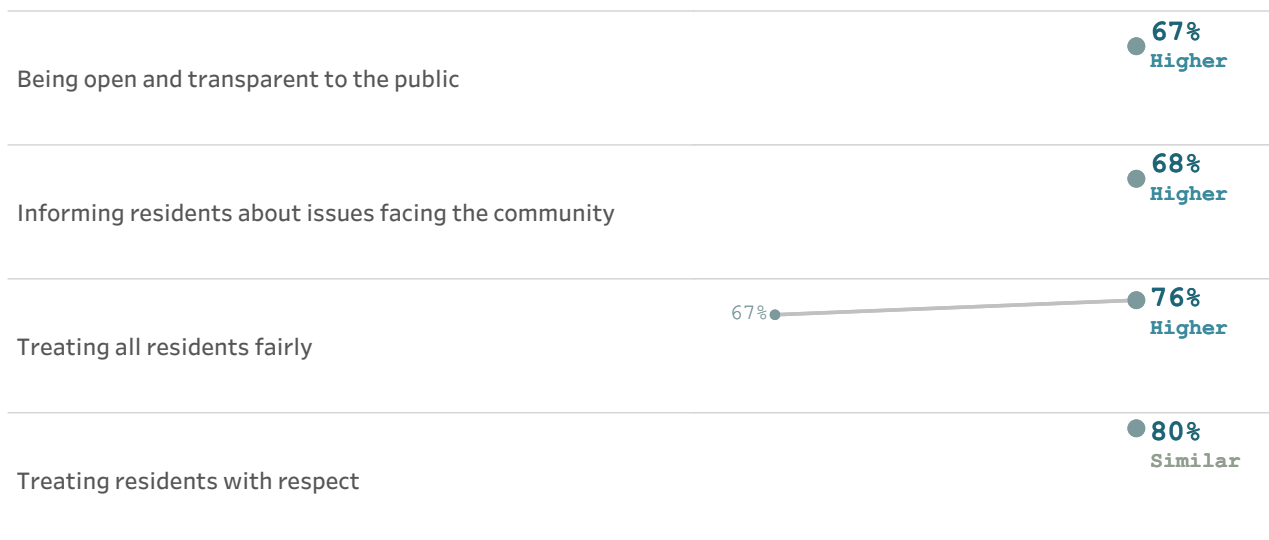 67%
Higher
Being open and transparent to the public
68%
Higher
Informing residents about issues facing the community
67%
76%
Higher
Treating all residents fairly
80%
Similar
Treating residents with respect